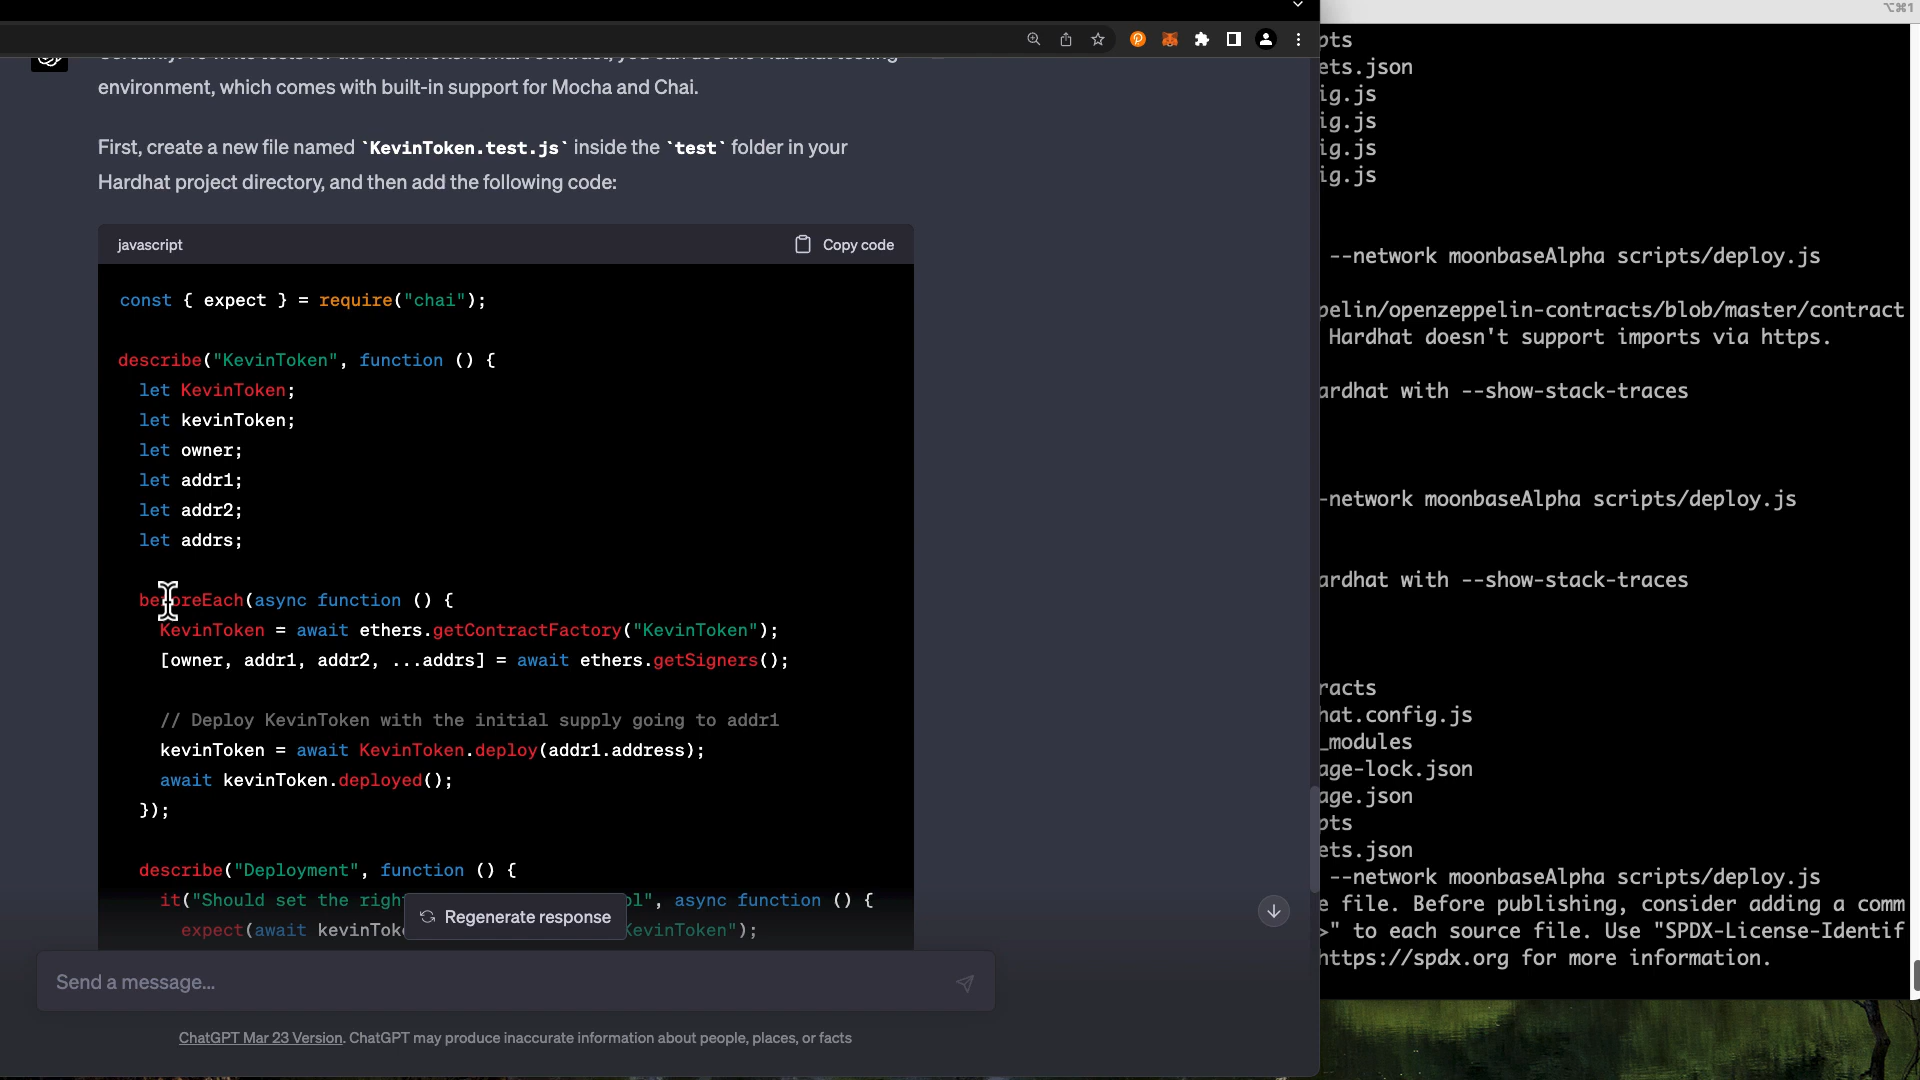 ⌥⌘1
environment, which comes with built-in support for Mocha and Chai.
First, create a new file named `KevinToken.test.js` inside the `test` folder in your
Hardhat project directory, and then add the following code:
javascript
Copy code
const { expect } = require("chai");
describe("KevinToken", function () {
let KevinToken;
let kevinToken;
let owner;
let addr1;
let addr2;
let addrs;
beforeEach(async function () {
KevinToken = await ethers.getContractFactory("KevinToken");
[owner, addr1, addr2, ...addrs] = await ethers.getSigners();
// Deploy KevinToken with the initial supply going to addr1
kevinToken = await KevinToken.deploy(addr1.address);
await kevinToken.deployed();
});
describe("Deployment", function () {
it("Should set the righ ol", async function () {
expect(await kevinToke KevinToken");
Regenerate response
Send a message...
ChatGPT Mar 23 Version. ChatGPT may produce inaccurate information about people, places, or facts
pts
ets.json
ig.js
ig.js
ig.js
ig.js
--network moonbaseAlpha scripts/deploy.js
pelin/openzeppelin-contracts/blob/master/contract
Hardhat doesn't support imports via https.
ardhat with --show-stack-traces
-network moonbaseAlpha scripts/deploy.js
ardhat with --show-stack-traces
racts
hat.config.js
_modules
age-lock.json
age.json
pts
ets.json
--network moonbaseAlpha scripts/deploy.js
e file. Before publishing, consider adding a comm
>" to each source file. Use "SPDX-License-Identif
https://spdx.org for more information.